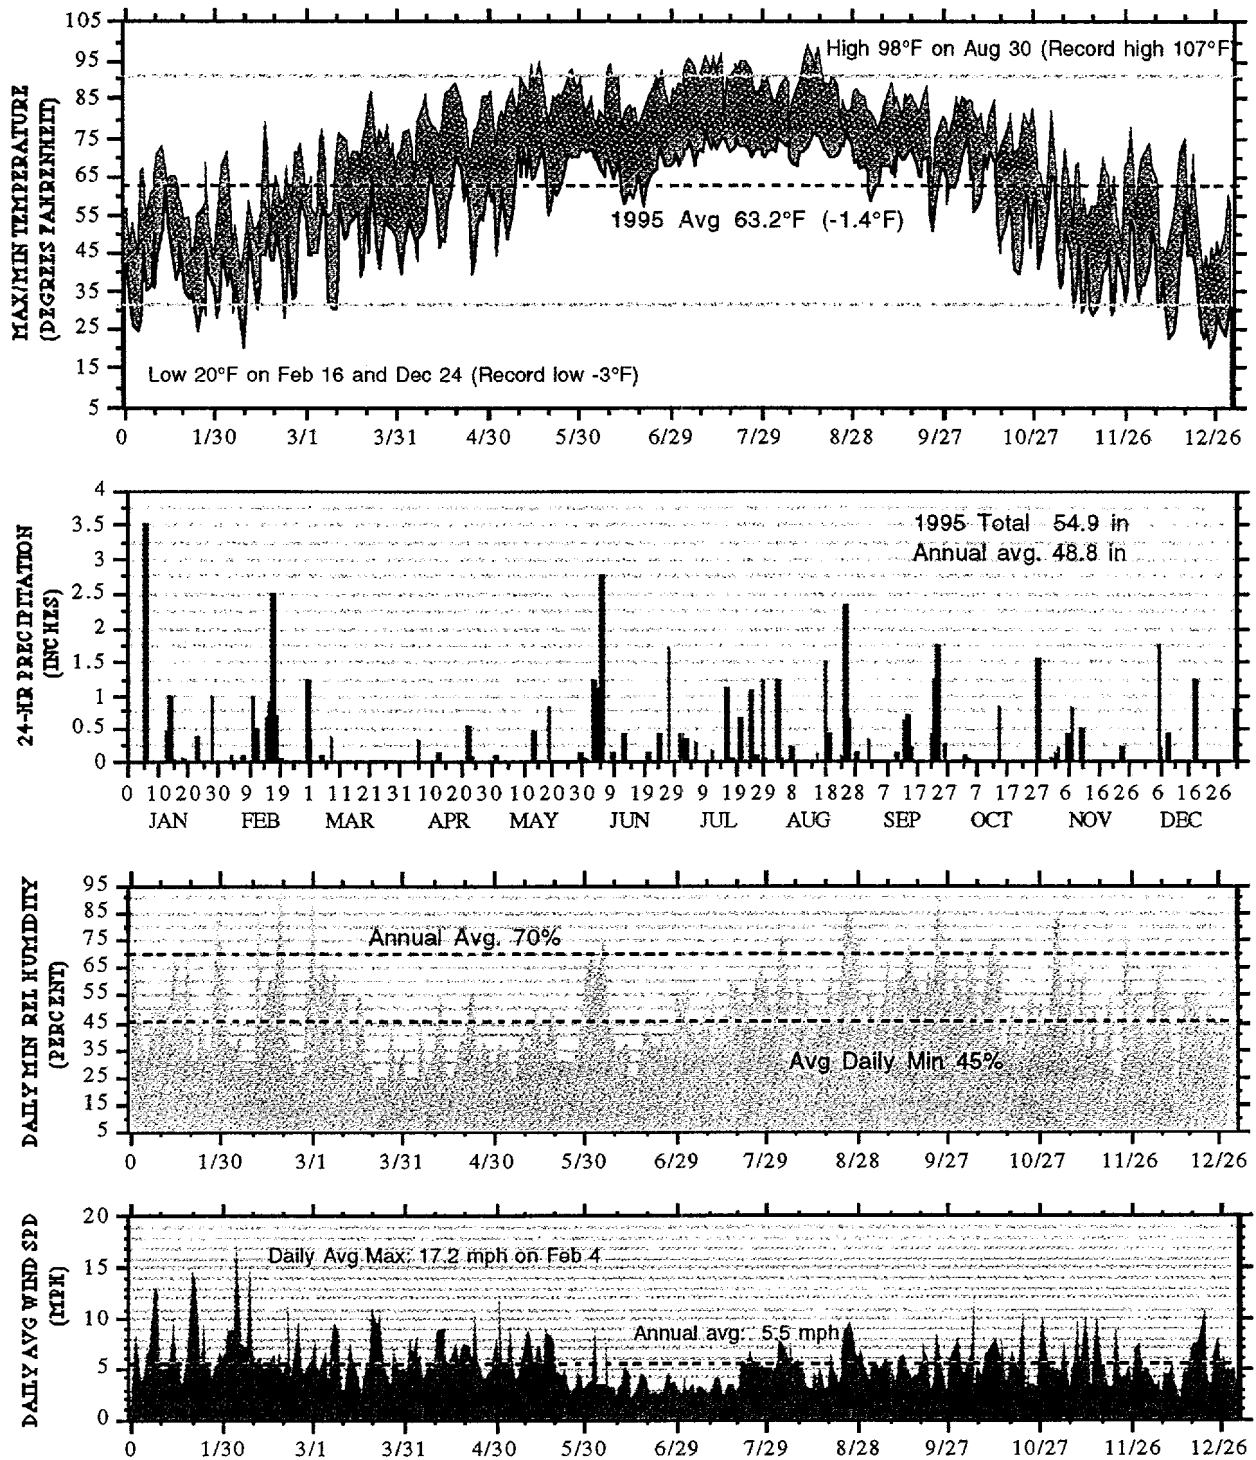 MAX/MIN TEMPERATURE
(DEGREES FAHRENHEIT)
105
95
85
75
65
55
45
35
25
15
5
High 98°F on Aug 30 (Record high 107°F
1995 Avg 63.2°F (-1.4°F)
Low 20°F on Feb 16 and Dec 24 (Record low -3°F)
0 1/30 3/1 3/31 4/30 5/30 6/29 7/29 8/28 9/27 10/27 11/26 12/26
24-HR PRECIPITATION
(INCHES)
4
3.5
3
2.5
2
1.5
1
0.5
0
1995 Total 54.9 in
Annual avg. 48.8 in
0 10 20 30 9 19 1 11 21 31 10 20 30 10 20 30 9 19 29 9 19 29 8 18 28 7 17 27 7 17 27 6 16 26 6 16 26
JAN FEB MAR APR MAY JUN JUL AUG SEP OCT NOV DEC
DAILY MIN REL HUMIDITY
(PERCENT)
95
85
75
65
55
45
35
25
15
5
Annual Avg. 70%
Avg Daily Min 45%
0 1/30 3/1 3/31 4/30 5/30 6/29 7/29 8/28 9/27 10/27 11/26 12/26
DAILY AVG WIND SPD
(MPH)
20
15
10
5
0
Daily Avg Max: 17.2 mph on Feb 4
Annual avg: 5.5 mph
0 1/30 3/1 3/31 4/30 5/30 6/29 7/29 8/28 9/27 10/27 11/26 12/26